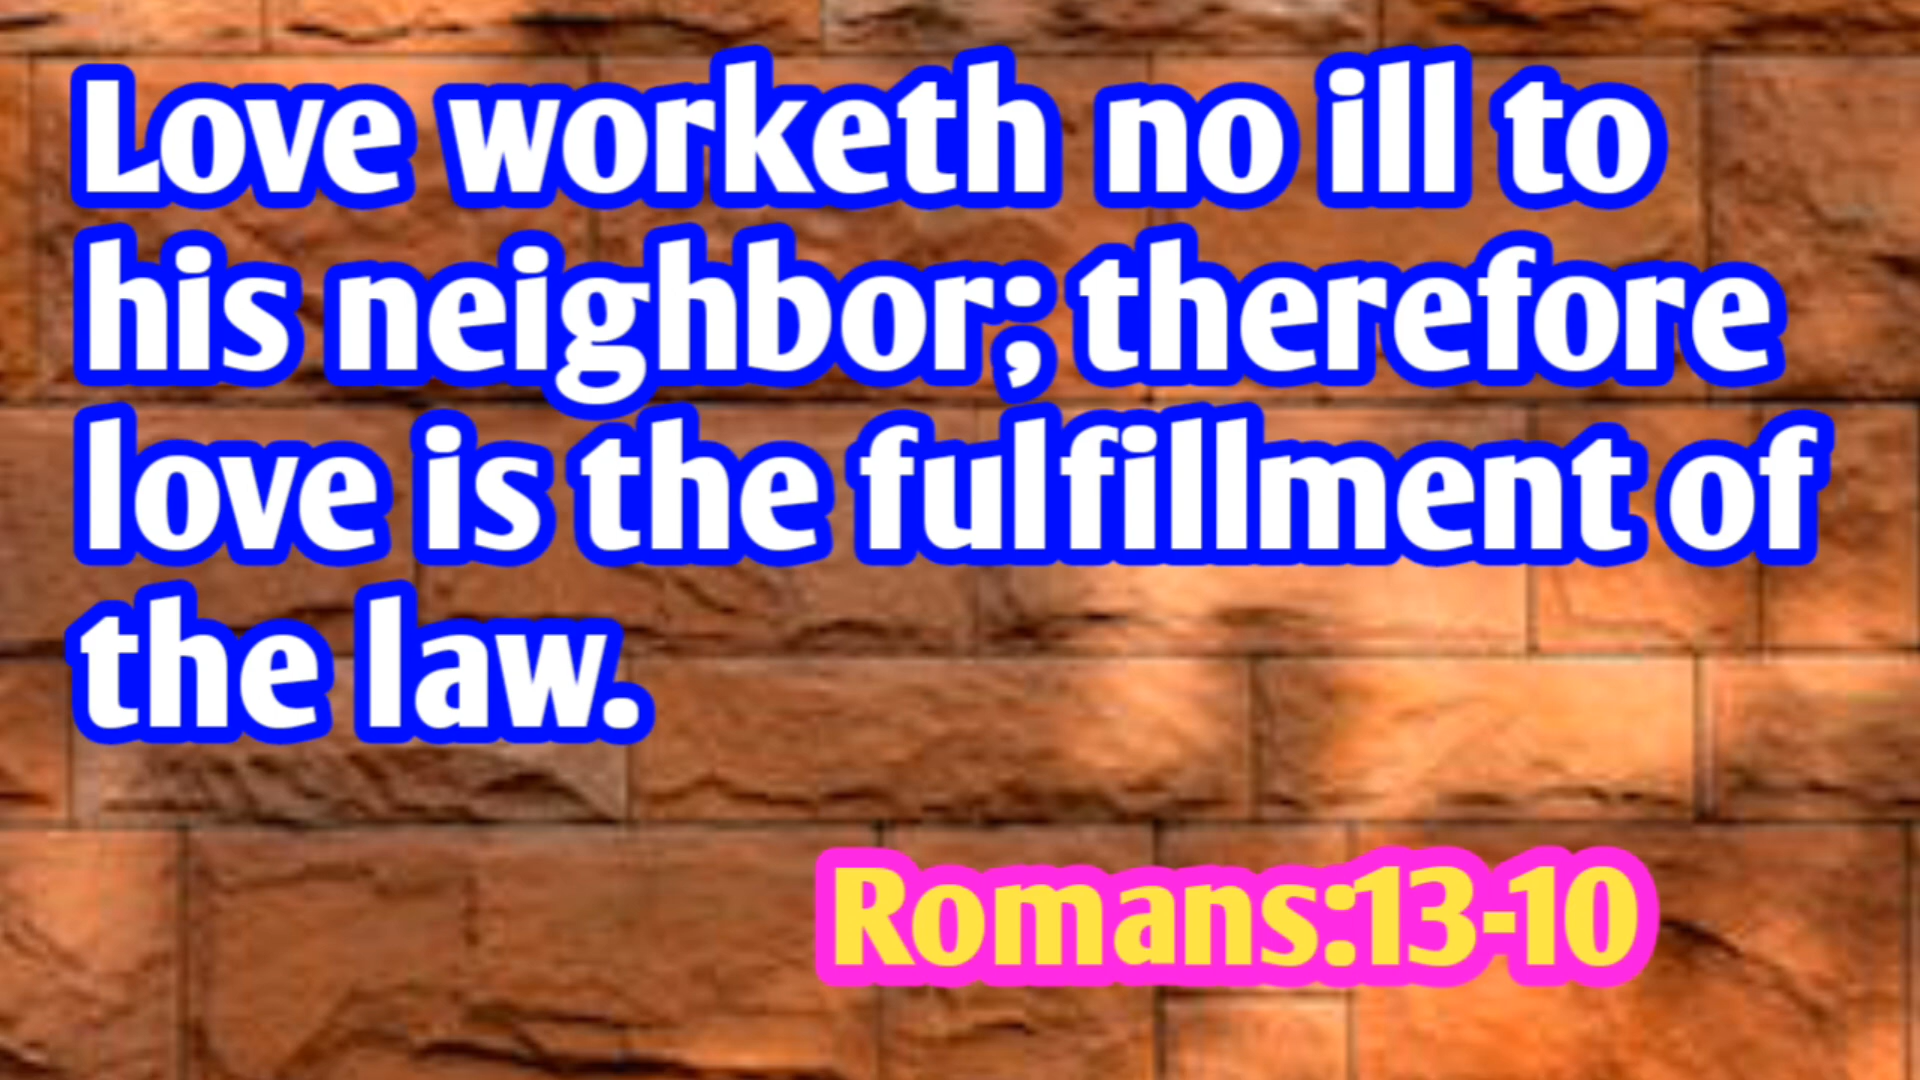 Love worketh no ill to
his neighbor; therefore
love is the fulfillment of
the law.
Romans:13-10